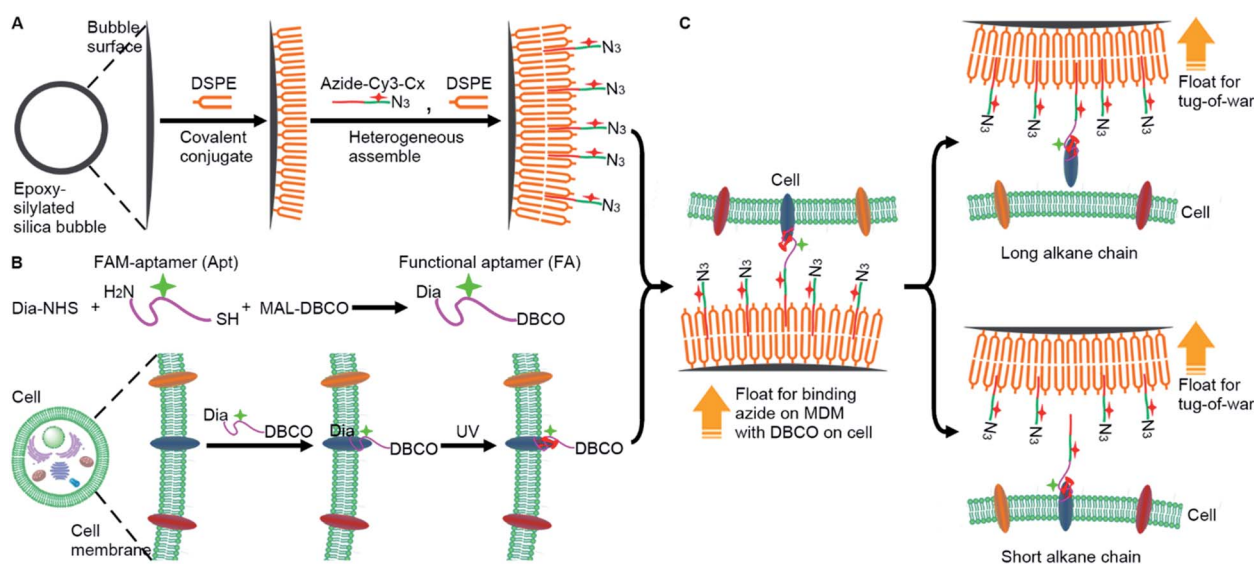 A
Bubble
surface
Epoxy-
silylated
silica bubble
DSPE
Covalent
conjugate
Azide-Cy3-Cx
N3
,
DSPE
Heterogeneous
assemble
N3
N3
N3
N3
N3
B
FAM-aptamer (Apt)
Functional aptamer (FA)
Dia-NHS + H2N SH + MAL-DBCO
Dia DBCO
Cell
Cell
membrane
Dia DBCO
Dia DBCO
UV
DBCO
C
Cell
N3 N3 N3 N3
Float for binding
azide on MDM
with DBCO on cell
N3 N3 N3 N3
Float for
tug-of-war
Cell
Long alkane chain
N3 N3 N3 N3
Float for
tug-of-war
Cell
Short alkane chain